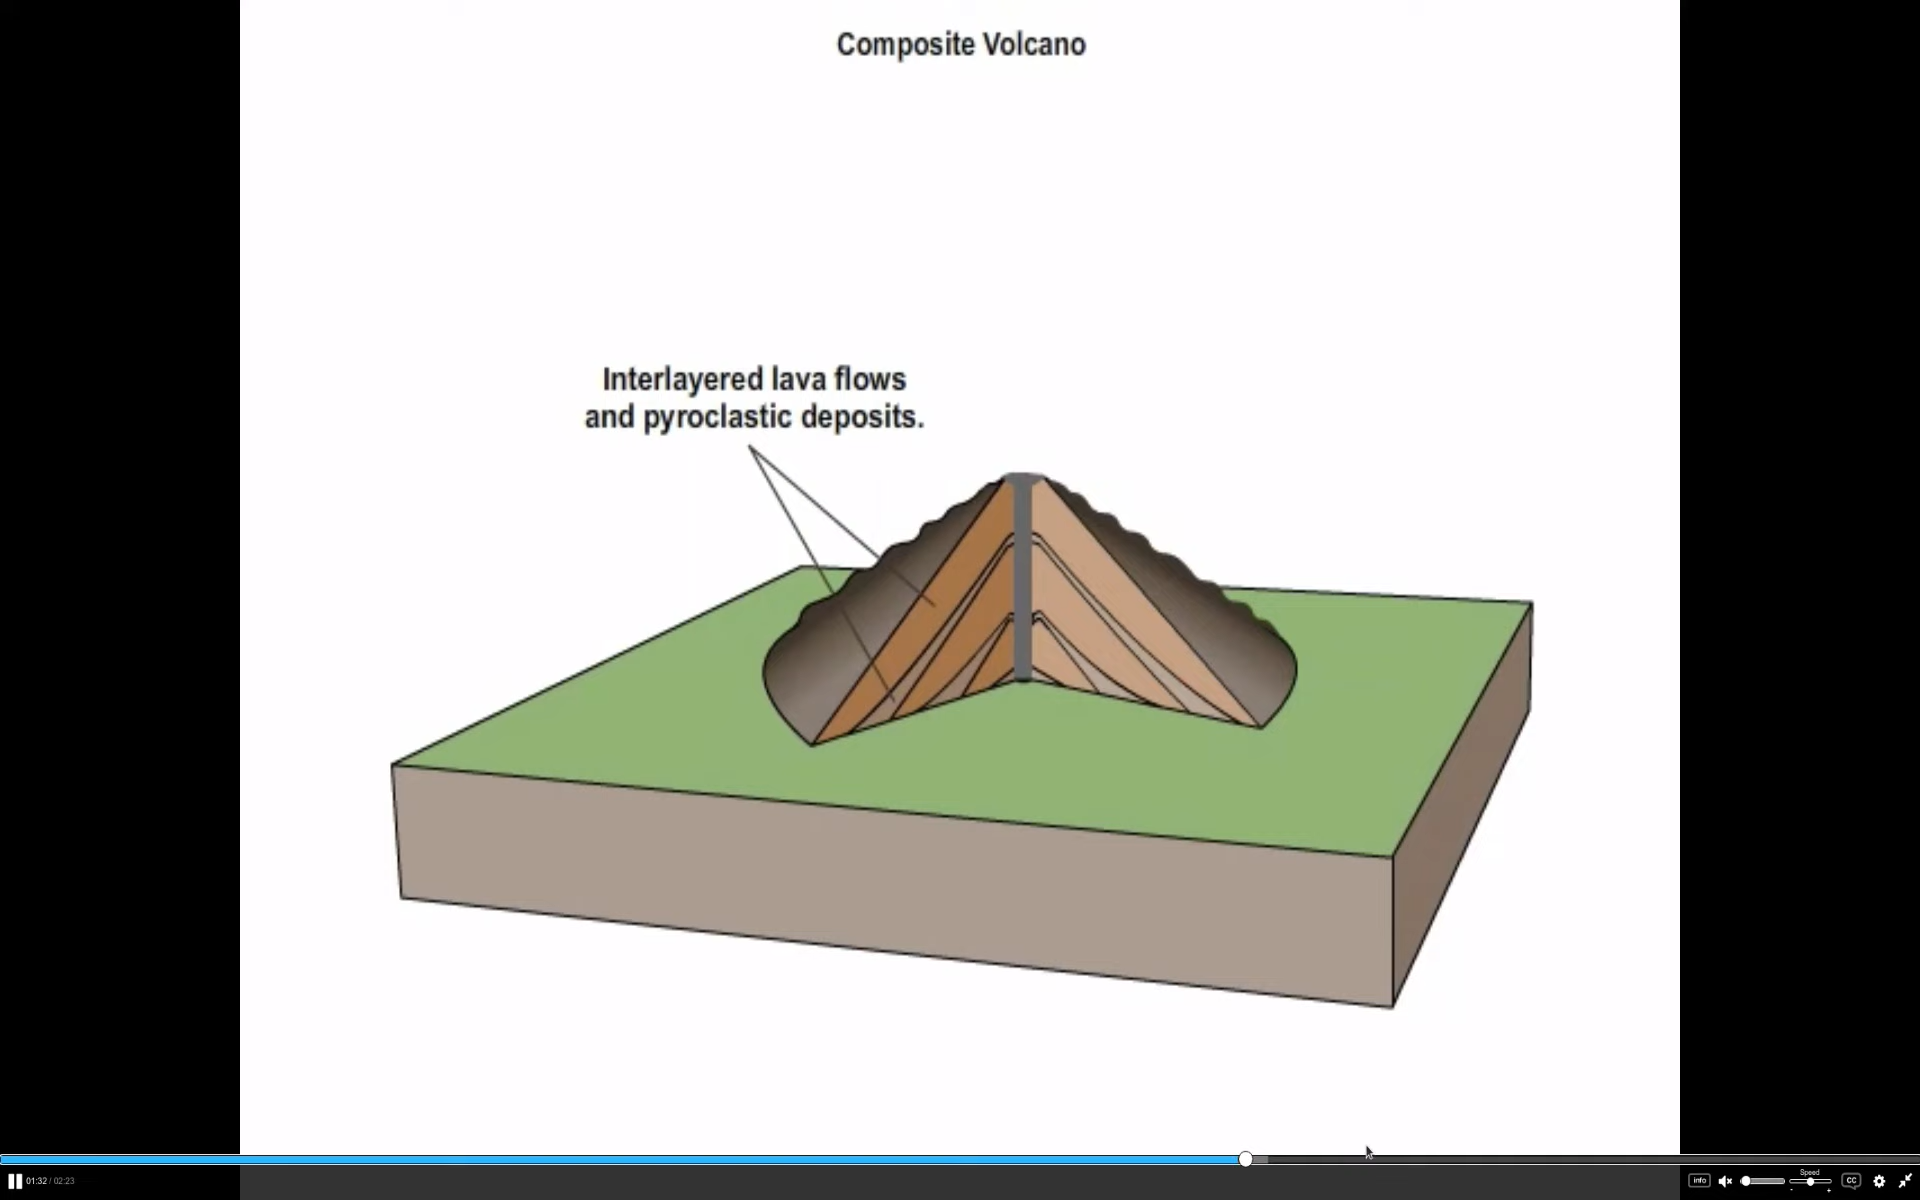 Composite Volcano
Interlayered lava flows
and pyroclastic deposits.
01:32 / 02:23
info
Speed
- +
CC